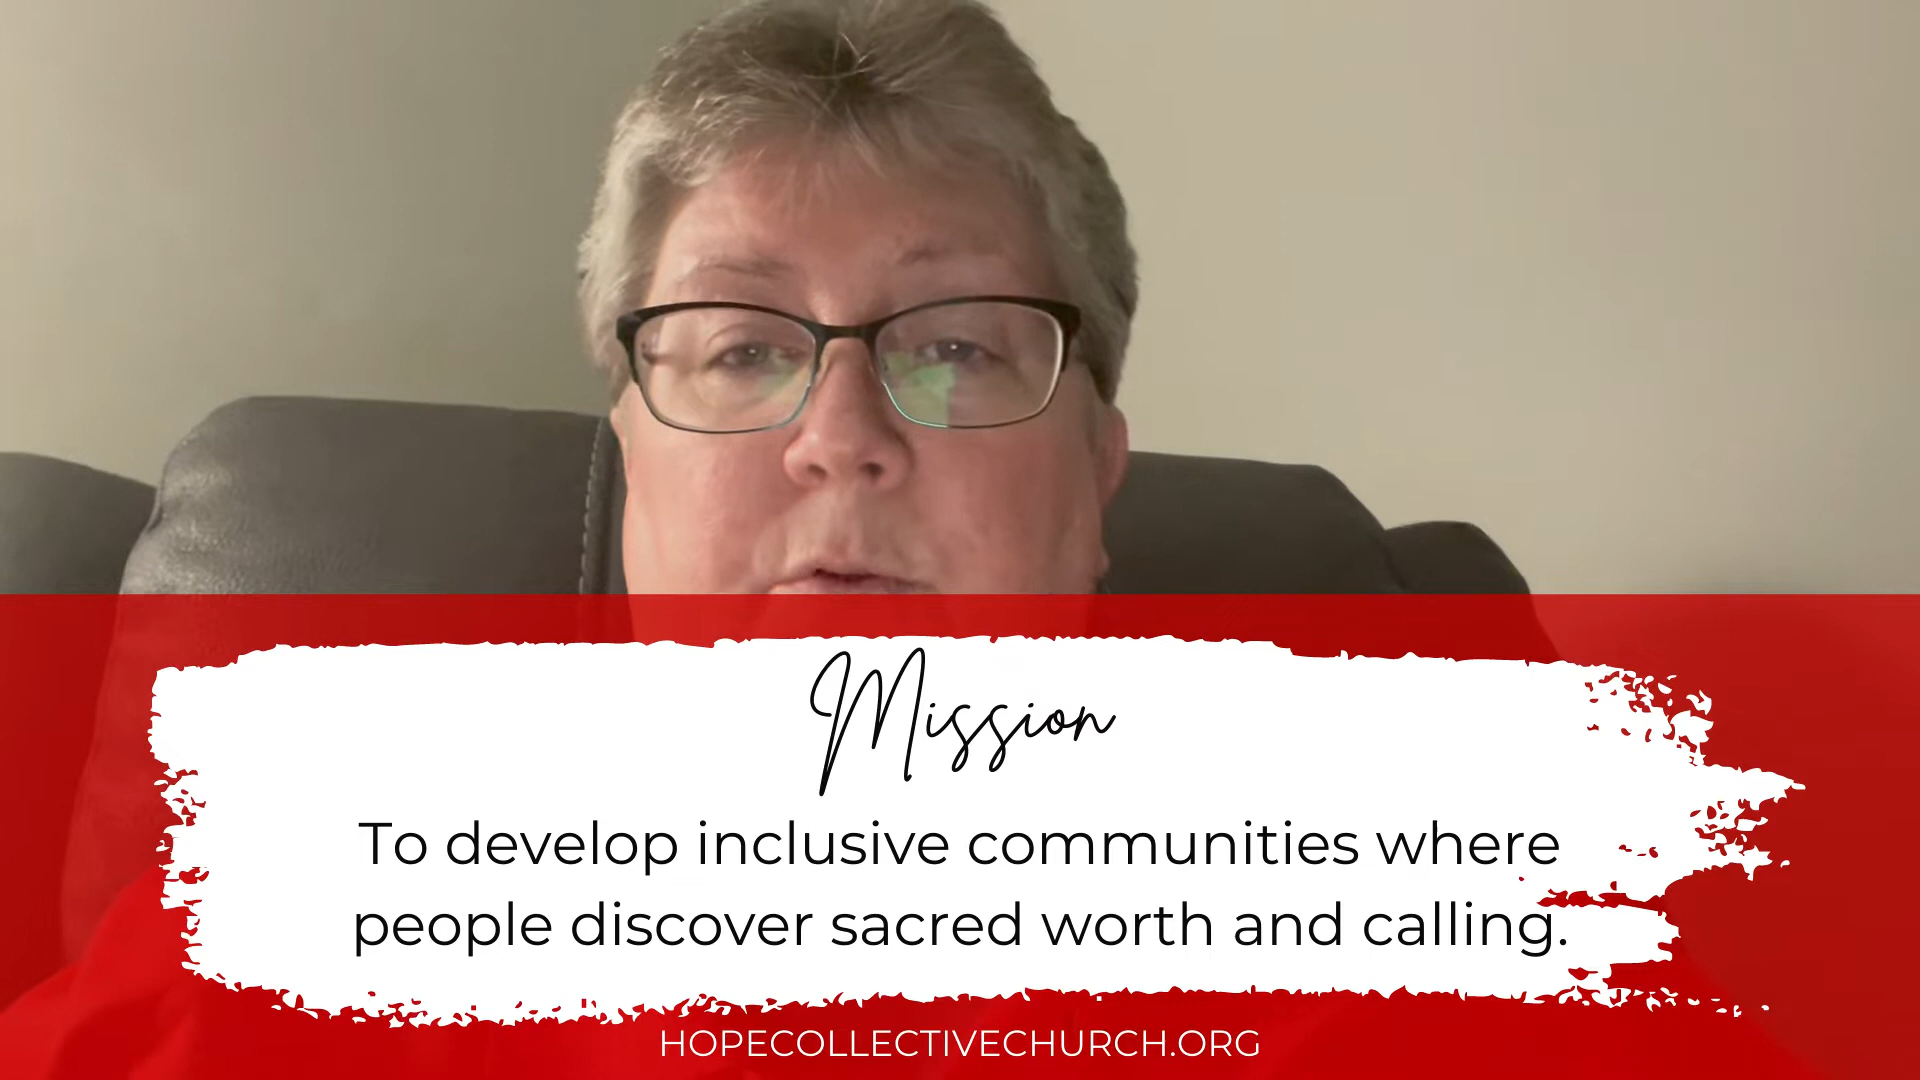 Mission
To develop inclusive communities where
people discover sacred worth and calling.
HOPECOLLECTIVECHURCH.ORG